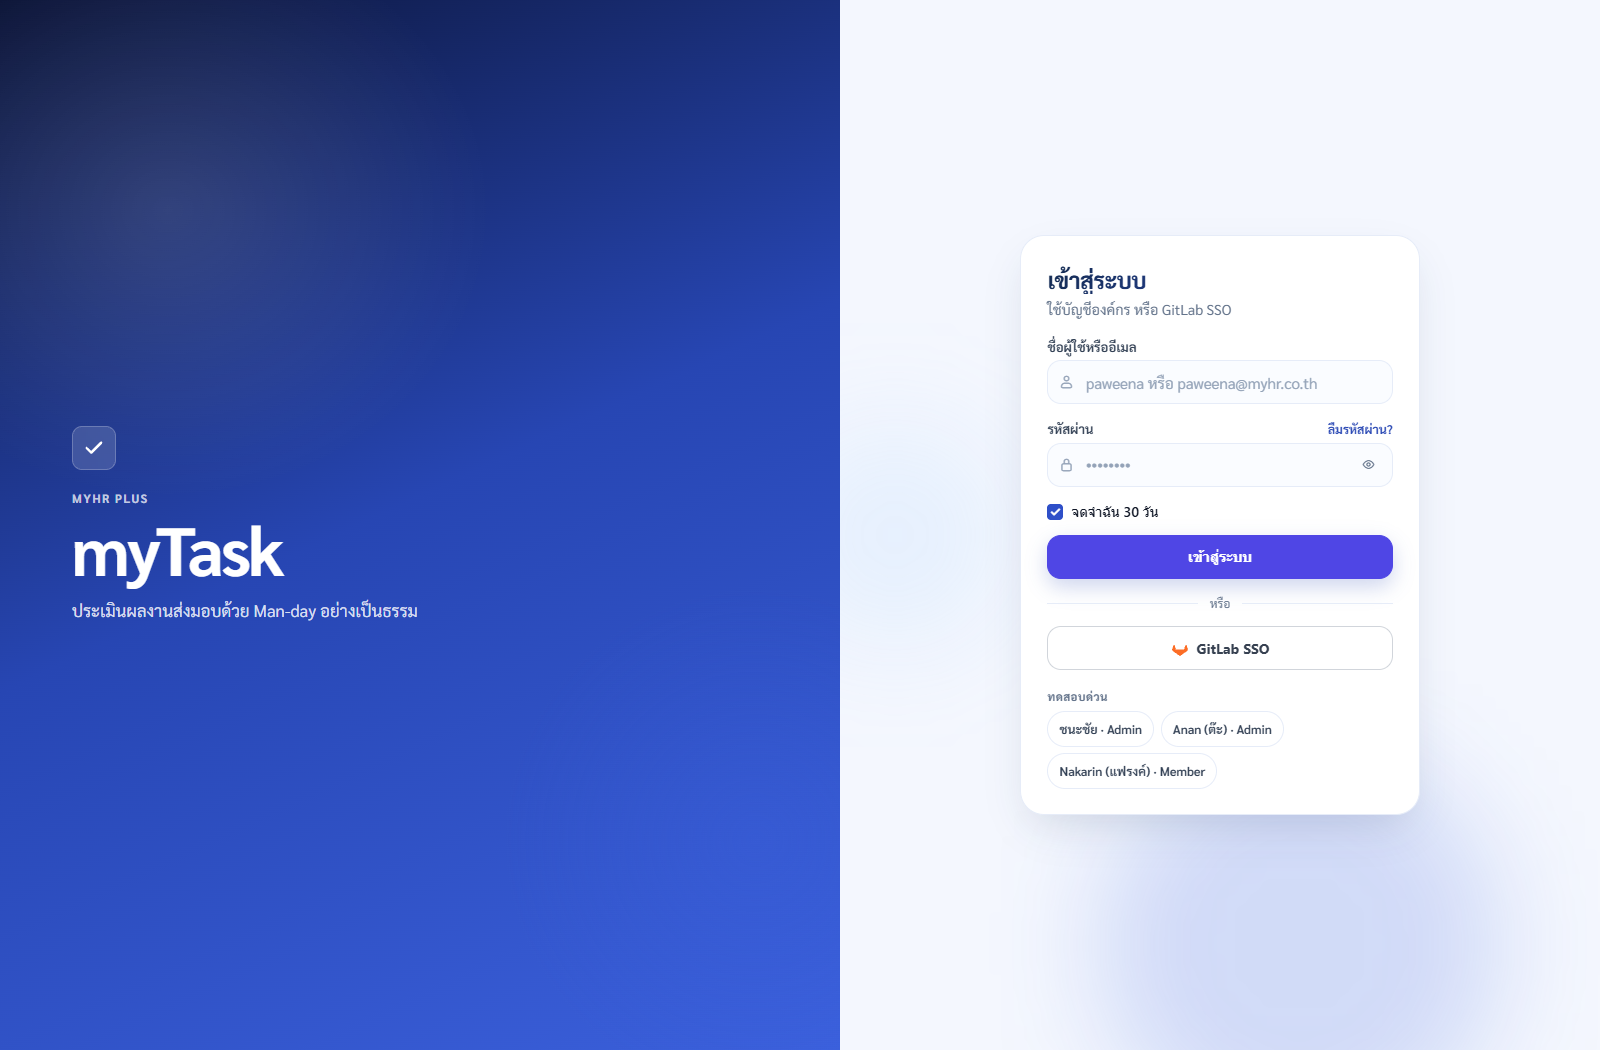 MYHR PLUS
myTask
ประเมินผลงานส่งมอบด้วย Man-day อย่างเป็นธรรม
เข้าสู่ระบบ
ใช้บัญชีองค์กร หรือ GitLab SSO
ชื่อผู้ใช้หรืออีเมล
paweena หรือ paweena@myhr.co.th
รหัสผ่าน
ลืมรหัสผ่าน?
••••••••
จดจำฉัน 30 วัน
เข้าสู่ระบบ
หรือ
GitLab SSO
ทดสอบด่วน
ชนะชัย · Admin
Anan (ต๊ะ) · Admin
Nakarin (แฟรงค์) · Member